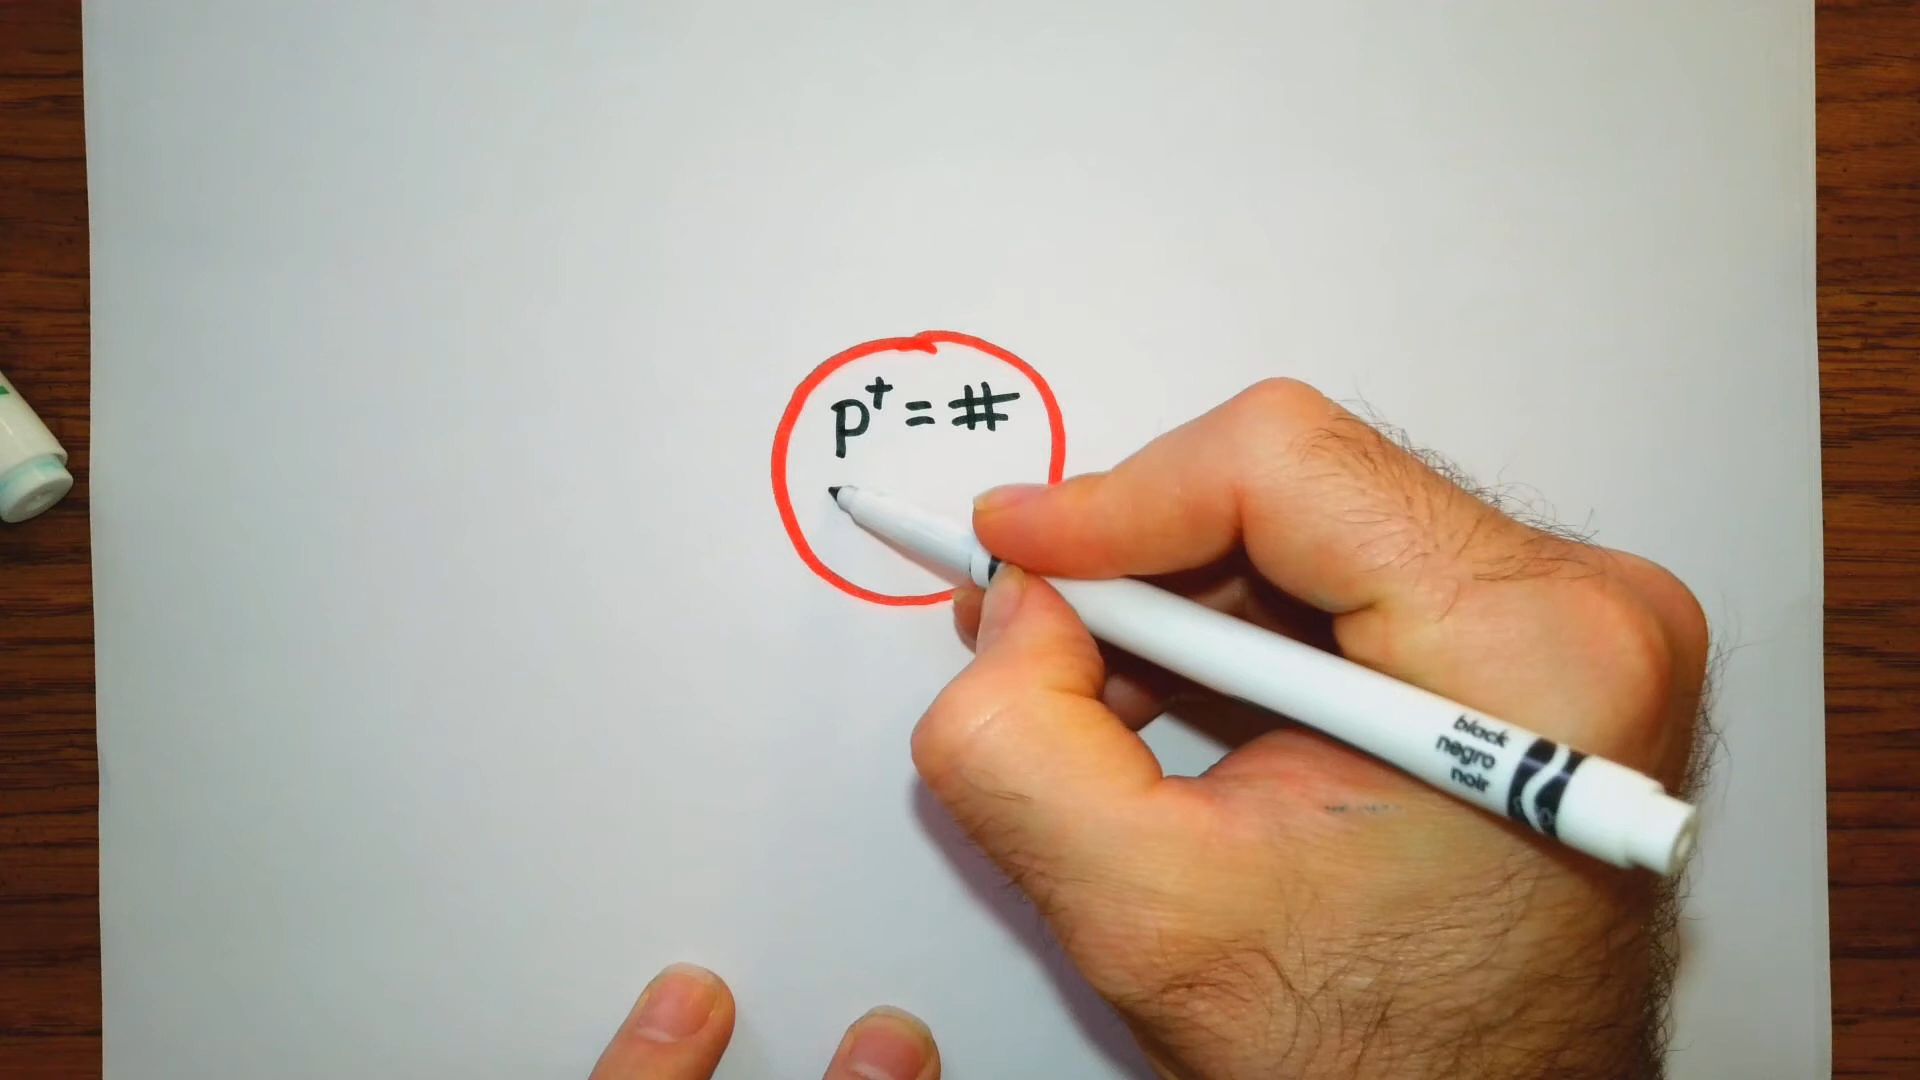 p⁺ = #
black
negro
noir